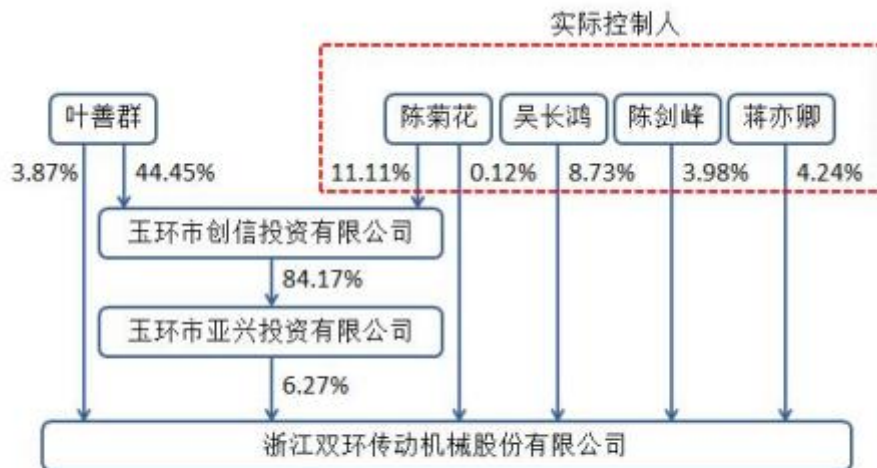 实际控制人
叶善群 陈菊花 吴长鸿 陈剑峰 蒋亦卿
3.87% 44.45% 11.11% 0.12% 8.73% 3.98% 4.24%
玉环市创信投资有限公司
84.17%
玉环市亚兴投资有限公司
6.27%
浙江双环传动机械股份有限公司